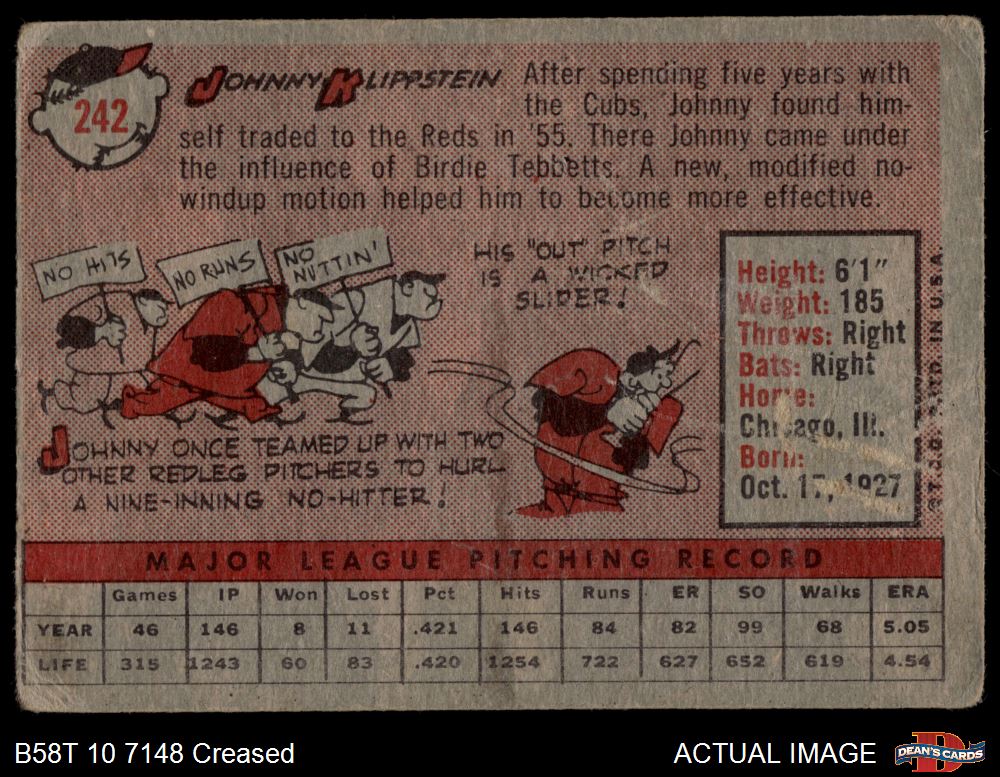 242
JOHNNY KLIPPSTEIN
After spending five years with
the Cubs, Johnny found him-
self traded to the Reds in '55. There Johnny came under
the influence of Birdie Tebbetts. A new, modified no-
windup motion helped him to become more effective.
NO HITS
NO RUNS
NO NUTTIN'
HIS "OUT" PITCH
IS A WICKED
SLIDER!
JOHNNY ONCE TEAMED UP WITH TWO
OTHER REDLEG PITCHERS TO HURL
A NINE-INNING NO-HITTER!
Height: 6'1"
Weight: 185
Throws: Right
Bats: Right
Home:
Chicago, Ill.
Born:
Oct. 17, 1927
©T.C.G. PRTD. IN U.S.A.
MAJOR LEAGUE PITCHING RECORD
Games IP Won Lost Pct Hits Runs ER SO Walks ERA
YEAR 46 146 8 11 .421 146 84 82 99 68 5.05
LIFE 315 1243 60 83 .420 1254 722 627 652 619 4.54
B58T 10 7148 Creased
ACTUAL IMAGE
DEAN'S CARDS